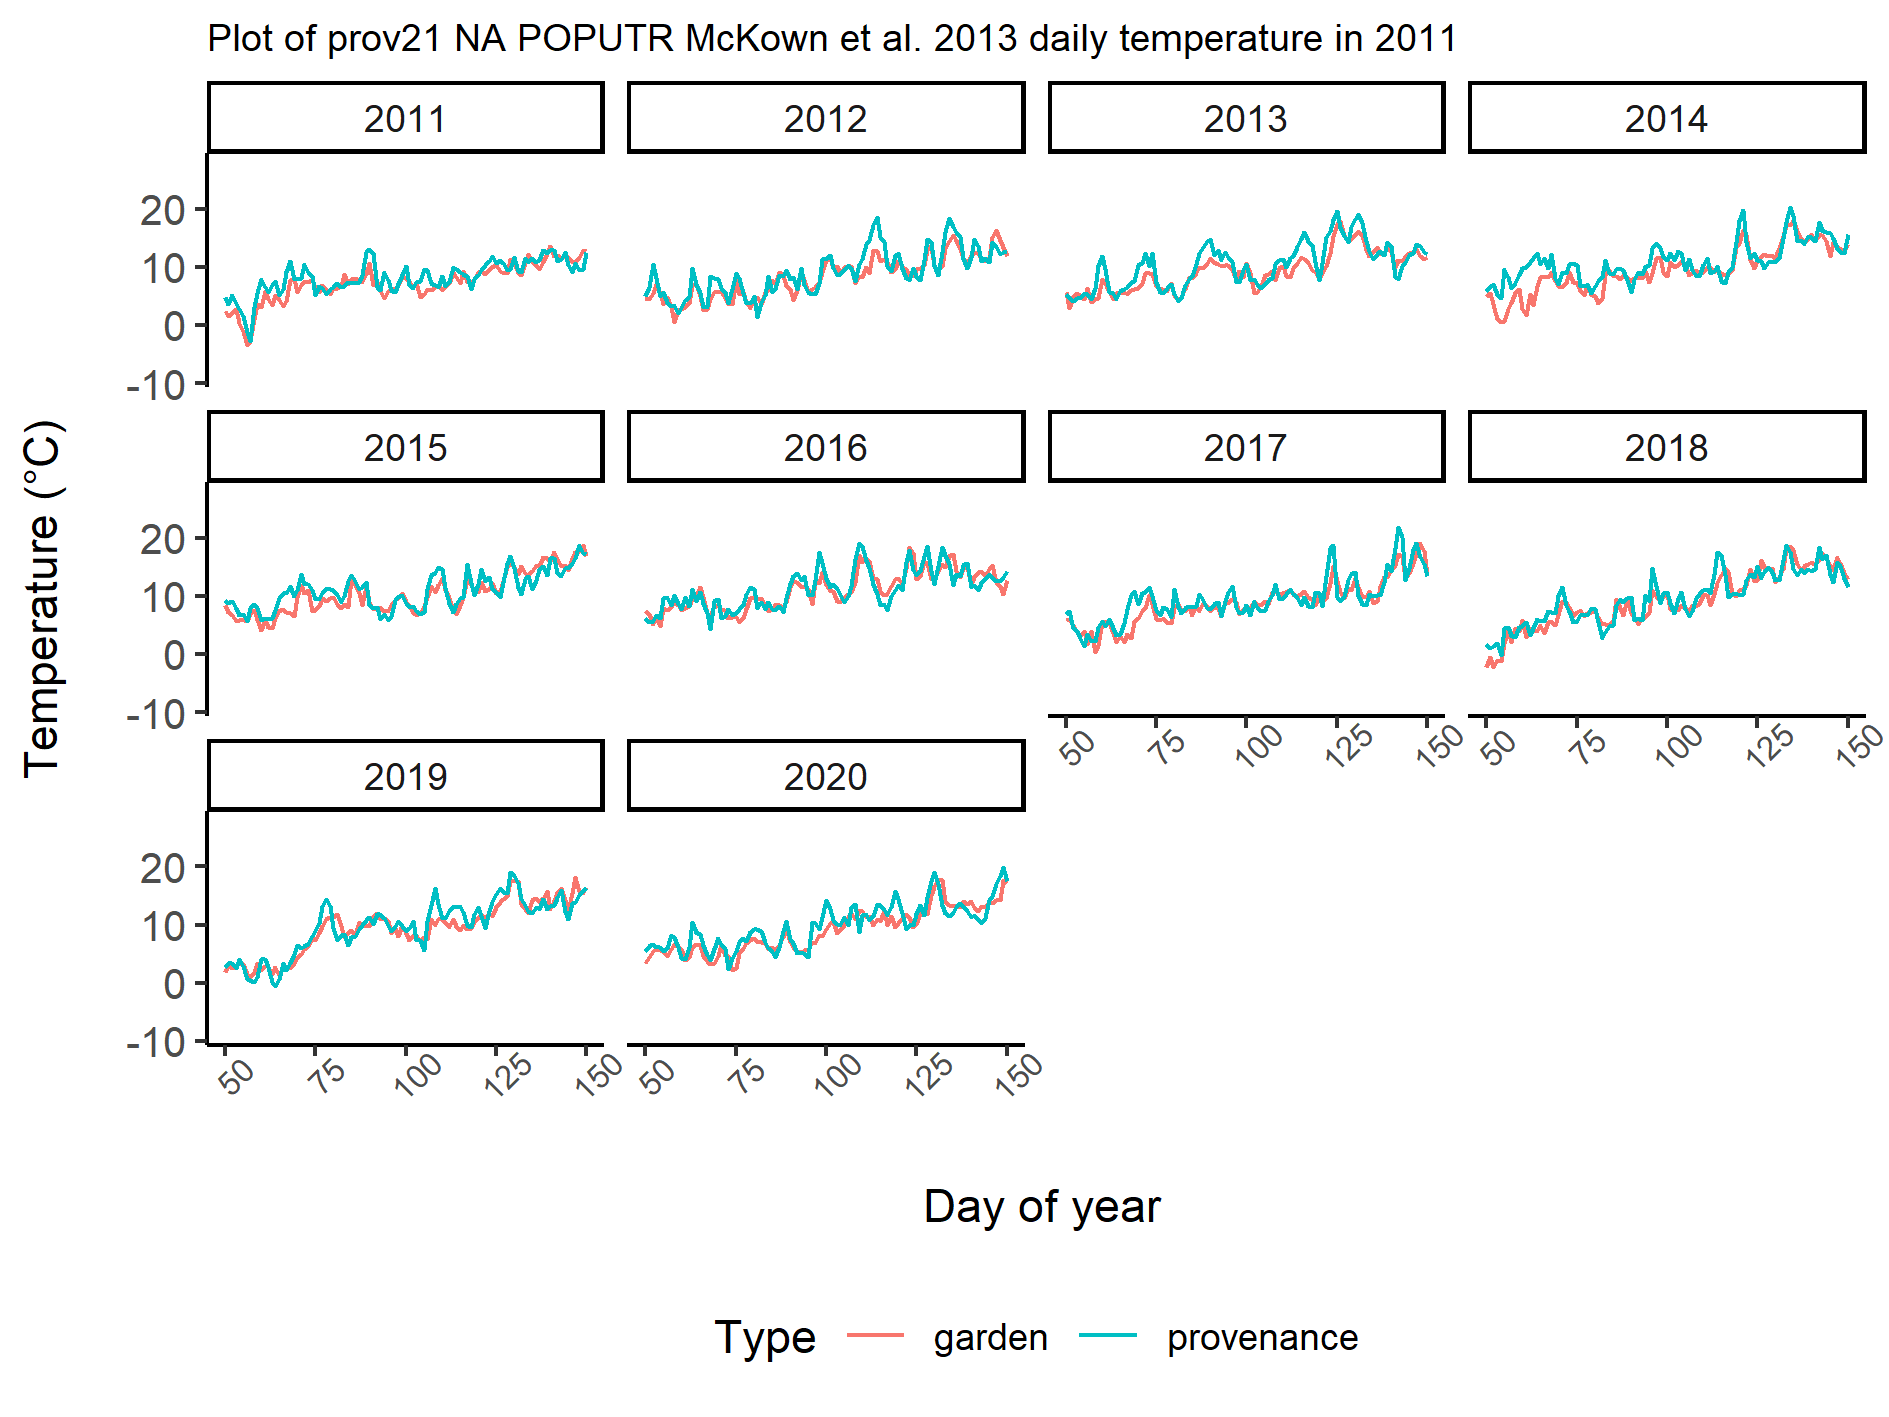 Plot of prov21 NA POPUTR McKown et al. 2013 daily temperature in 2011
2011 2012 2013 2014
20
10
0
-10
2015 2016 2017 2018
20
10
0
-10
50 75 100 125 150 50 75 100 125 150
2019 2020
20
10
0
-10
50 75 100 125 150 50 75 100 125 150
Temperature (°C)
Day of year
Type garden provenance